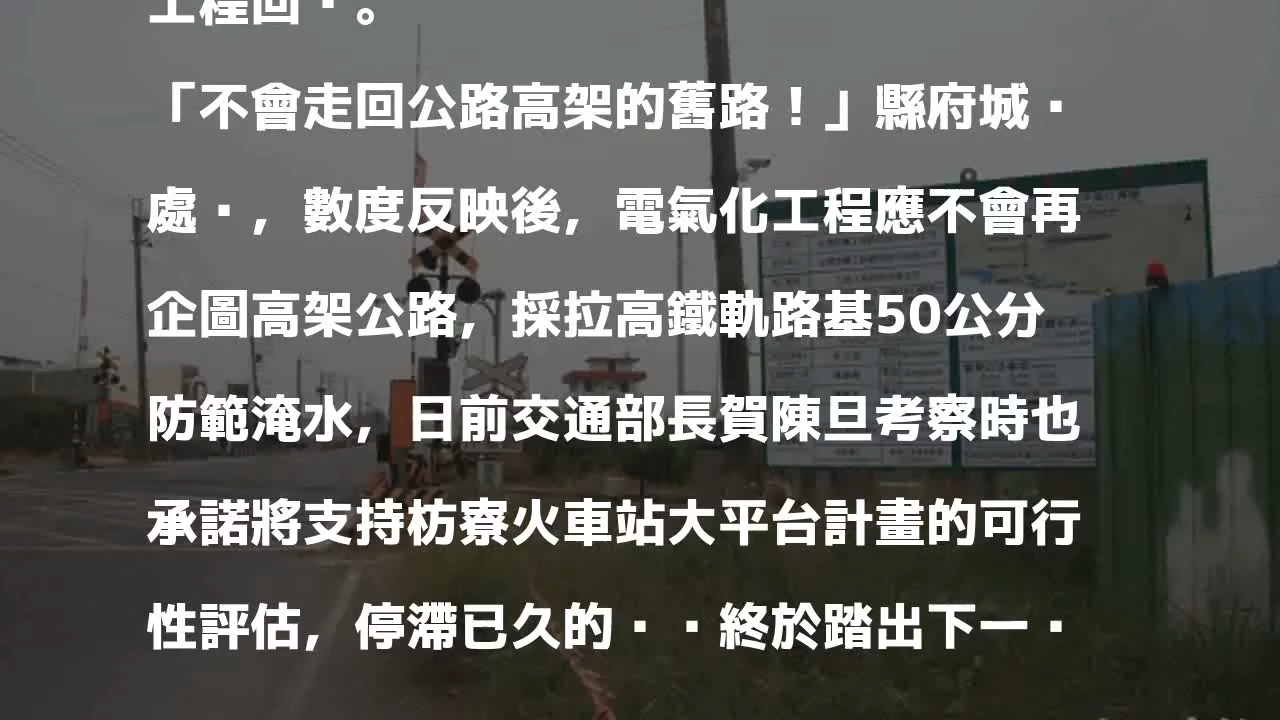 工程回·。
「不會走回公路高架的舊路！」縣府城·
處·，數度反映後，電氣化工程應不會再
企圖高架公路，採拉高鐵軌路基50公分
防範淹水，日前交通部長賀陳旦考察時也
承諾將支持枋寮火車站大平台計畫的可行
性評估，停滯已久的··終於踏出下一·